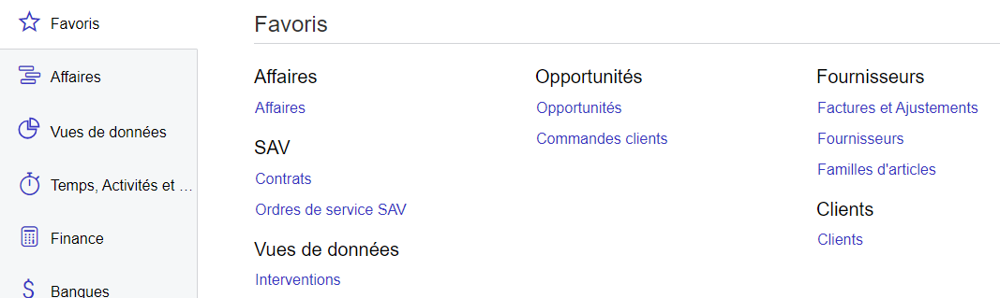 Favoris
Affaires
Vues de données
Temps, Activités et ...
Finance
Banques
Favoris
Affaires
Affaires
SAV
Contrats
Ordres de service SAV
Vues de données
Interventions
Opportunités
Opportunités
Commandes clients
Fournisseurs
Factures et Ajustements
Fournisseurs
Familles d'articles
Clients
Clients